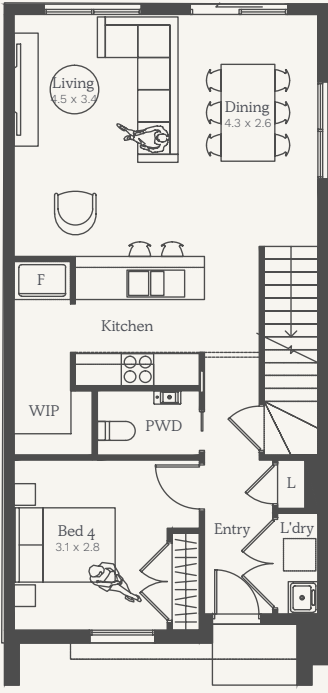 Living
4.5 x 3.4
Dining
4.3 x 2.6
F
Kitchen
WIP
PWD
L
Bed 4
3.1 x 2.8
Entry
L'dry